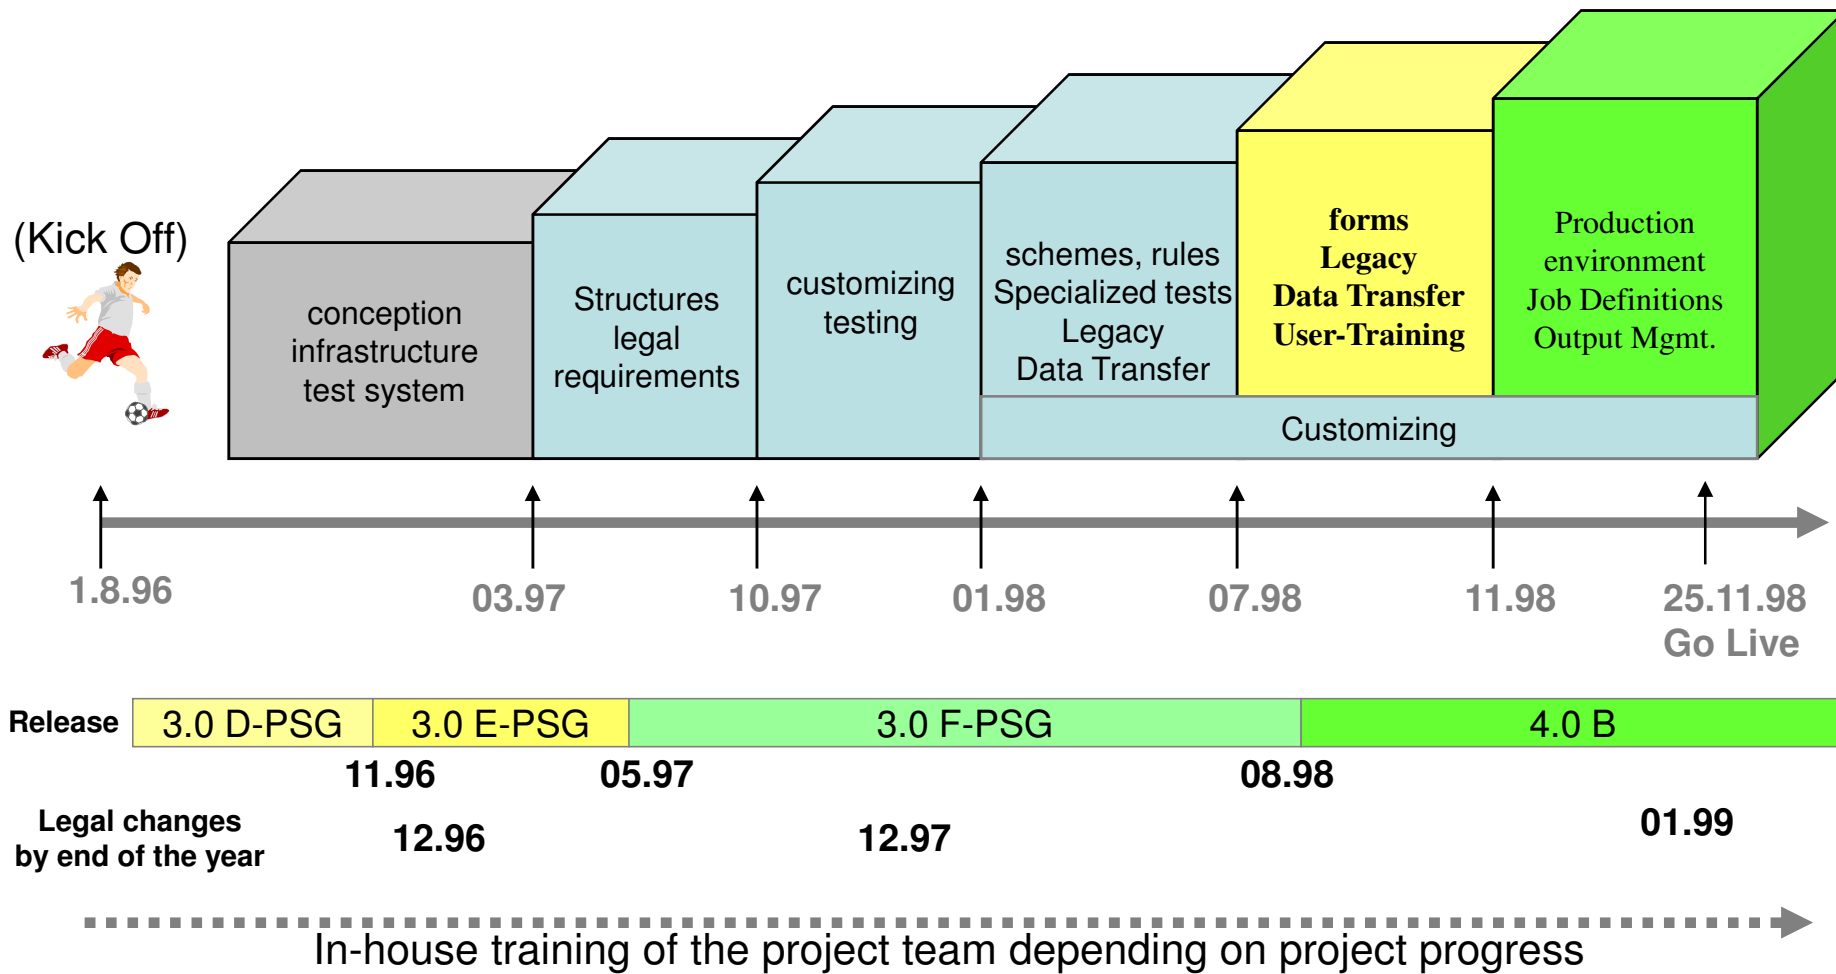 (Kick Off)
conception
infrastructure
test system
Structures
legal
requirements
customizing
testing
schemes, rules
Specialized tests
Legacy
Data Transfer
forms
Legacy
Data Transfer
User-Training
Production
environment
Job Definitions
Output Mgmt.
Customizing
1.8.96
03.97
10.97
01.98
07.98
11.98
25.11.98
Go Live
Release
3.0 D-PSG
3.0 E-PSG
3.0 F-PSG
4.0 B
11.96
05.97
08.98
Legal changes
by end of the year
12.96
12.97
01.99
In-house training of the project team depending on project progress